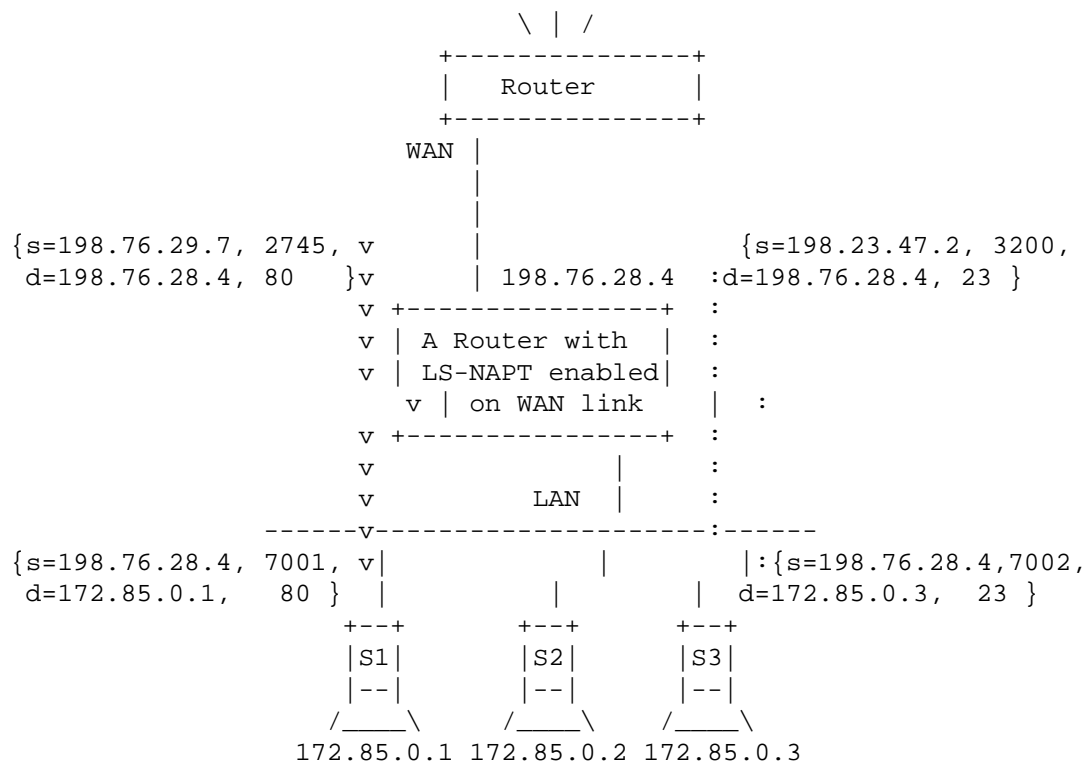 \ | /
+---------------+
| Router |
+---------------+
WAN |
|
|
{s=198.76.29.7, 2745, v | {s=198.23.47.2, 3200,
d=198.76.28.4, 80 }v | 198.76.28.4 :d=198.76.28.4, 23 }
v +----------------+ :
v | A Router with | :
v | LS-NAPT enabled| :
v | on WAN link | :
v +----------------+ :
v | :
v LAN | :
------v---------------------:------
{s=198.76.28.4, 7001, v| | |:{s=198.76.28.4,7002,
d=172.85.0.1, 80 } | | | d=172.85.0.3, 23 }
+--+ +--+ +--+
|S1| |S2| |S3|
|--| |--| |--|
/____\ /____\ /____\
172.85.0.1 172.85.0.2 172.85.0.3